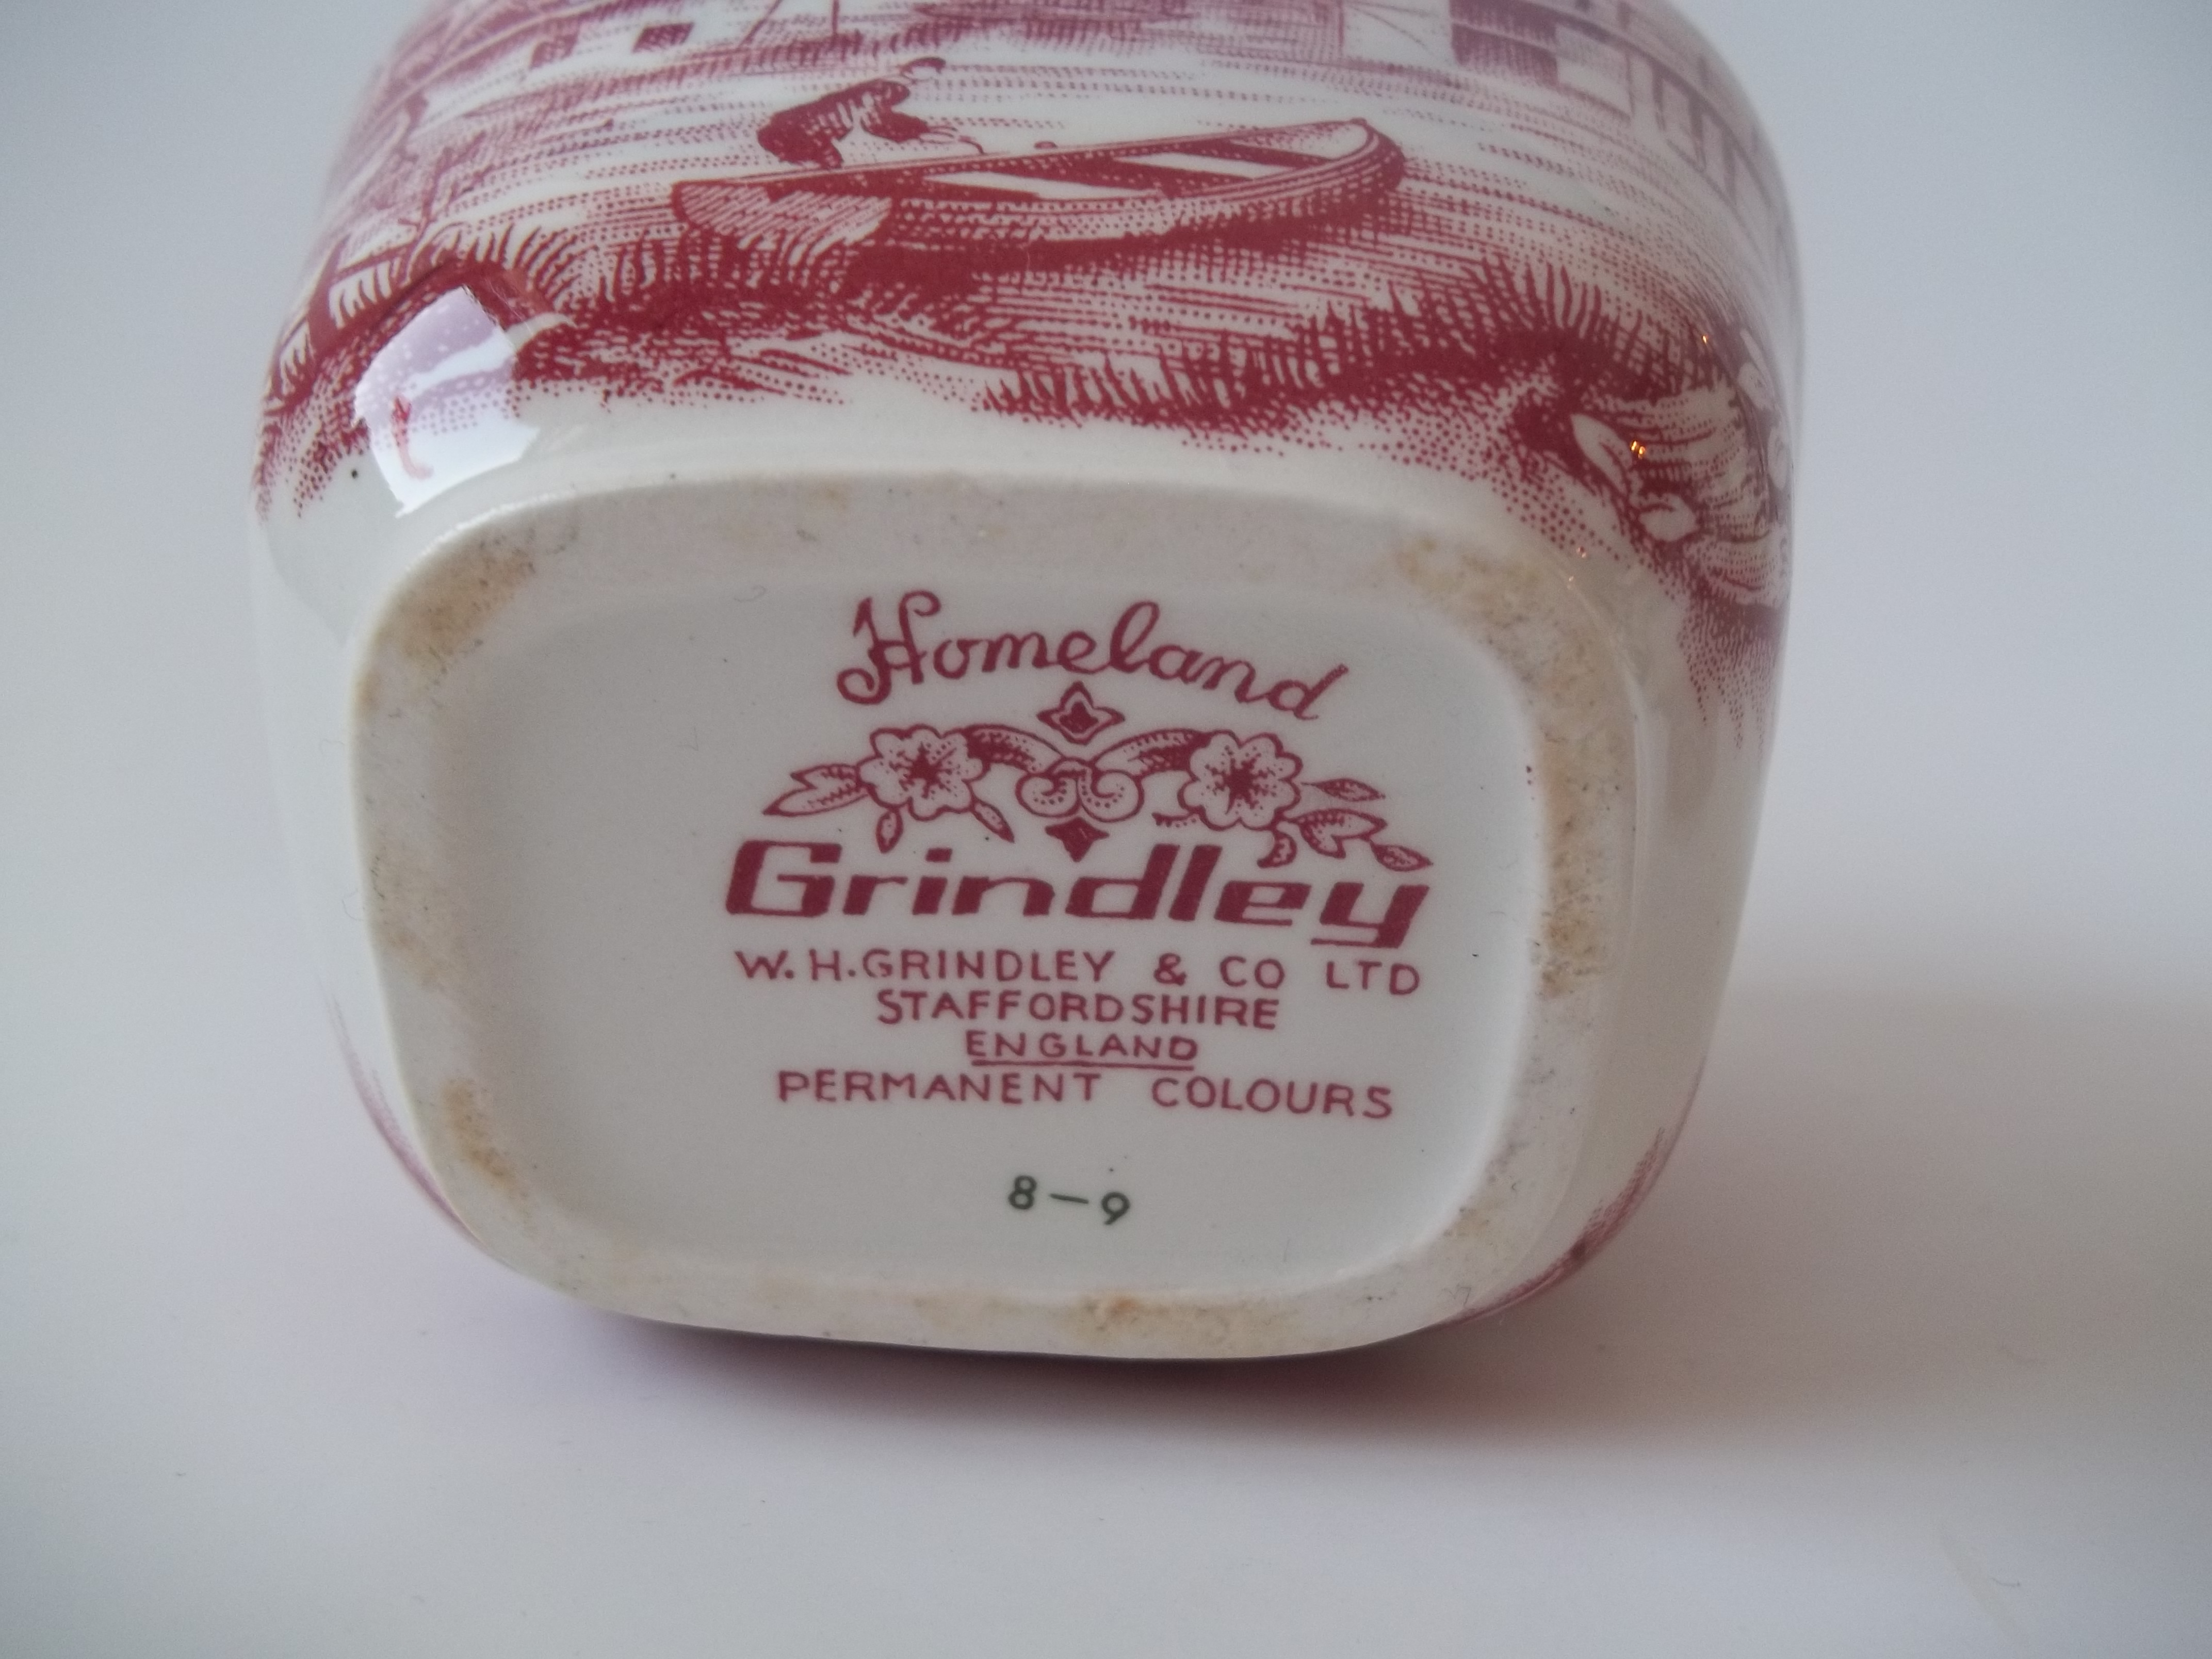 Homeland
Grindley
W.H.GRINDLEY & CO LTD
STAFFORDSHIRE
ENGLAND
PERMANENT COLOURS
8-9